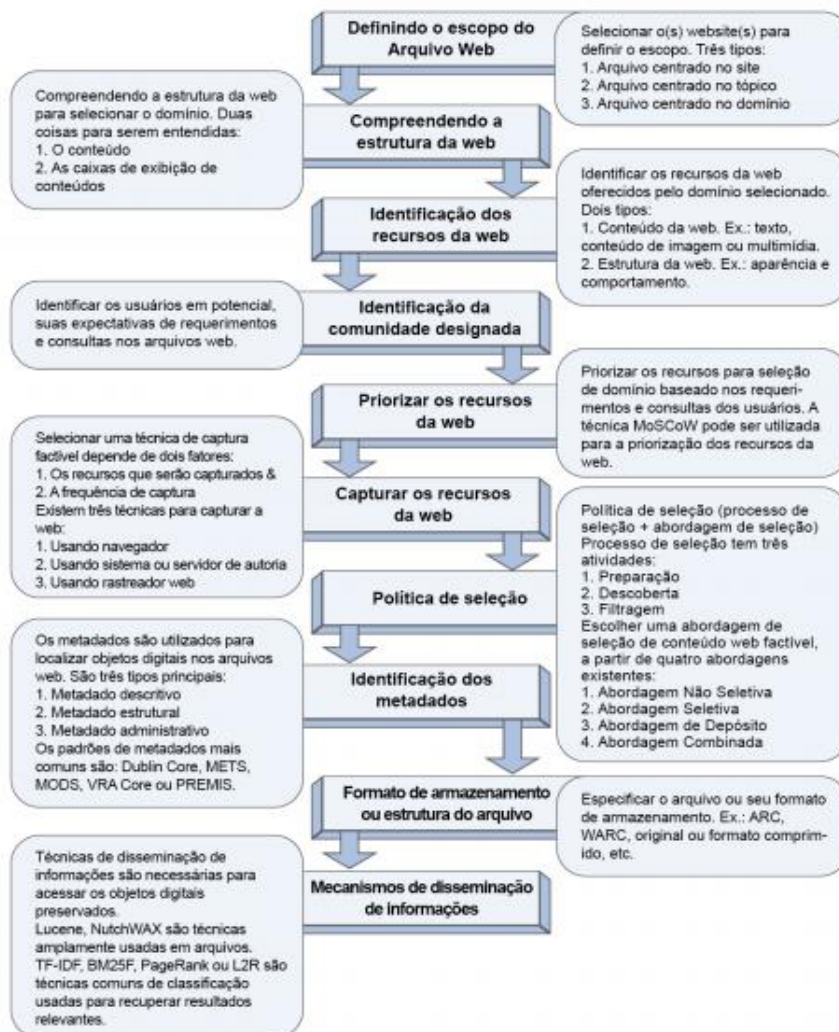 Definindo o escopo do
Arquivo Web
Selecionar o(s) website(s) para
definir o escopo. Três tipos:
1. Arquivo centrado no site
2. Arquivo centrado no tópico
3. Arquivo centrado no domínio
Compreendendo a estrutura da web
para selecionar o domínio. Duas
coisas para serem entendidas:
1. O conteúdo
2. As caixas de exibição de
conteúdos
Compreendendo a
estrutura da web
Identificar os recursos da web
oferecidos pelo domínio selecionado.
Dois tipos:
1. Conteúdo da web. Ex.: texto,
conteúdo de imagem ou multimídia.
2. Estrutura da web. Ex.: aparência e
comportamento.
Identificação dos
recursos da web
Identificar os usuários em potencial,
suas expectativas de requerimentos
e consultas nos arquivos web.
Identificação da
comunidade designada
Priorizar os recursos para seleção
de domínio baseado nos requeri-
mentos e consultas dos usuários. A
técnica MoSCoW pode ser utilizada
para a priorização dos recursos da
web.
Priorizar os recursos
da web
Selecionar uma técnica de captura
factível depende de dois fatores:
1. Os recursos que serão capturados &
2. A frequência de captura
Existem três técnicas para capturar a
web:
1. Usando navegador
2. Usando sistema ou servidor de autoria
3. Usando rastreador web
Capturar os recursos
da web
Política de seleção (processo de
seleção + abordagem de seleção)
Processo de seleção tem três
atividades:
1. Preparação
2. Descoberta
3. Filtragem
Escolher uma abordagem de
seleção de conteúdo web factível,
a partir de quatro abordagens
existentes:
1. Abordagem Não Seletiva
2. Abordagem Seletiva
3. Abordagem de Depósito
4. Abordagem Combinada
Política de seleção
Os metadados são utilizados para
localizar objetos digitais nos arquivos
web. São três tipos principais:
1. Metadado descritivo
2. Metadado estrutural
3. Metadado administrativo
Os padrões de metadados mais
comuns são: Dublin Core, METS,
MODS, VRA Core ou PREMIS.
Identificação dos
metadados
Formato de armazenamento
ou estrutura do arquivo
Especificar o arquivo ou seu formato
de armazenamento. Ex.: ARC,
WARC, original ou formato comprim-
ido, etc.
Técnicas de disseminação de
informações são necessárias para
acessar os objetos digitais
preservados.
Lucene, NutchWAX são técnicas
amplamente usadas em arquivos.
TF-IDF, BM25F, PageRank ou L2R são
técnicas comuns de classificação
usadas para recuperar resultados
relevantes.
Mecanismos de disseminação
de informações